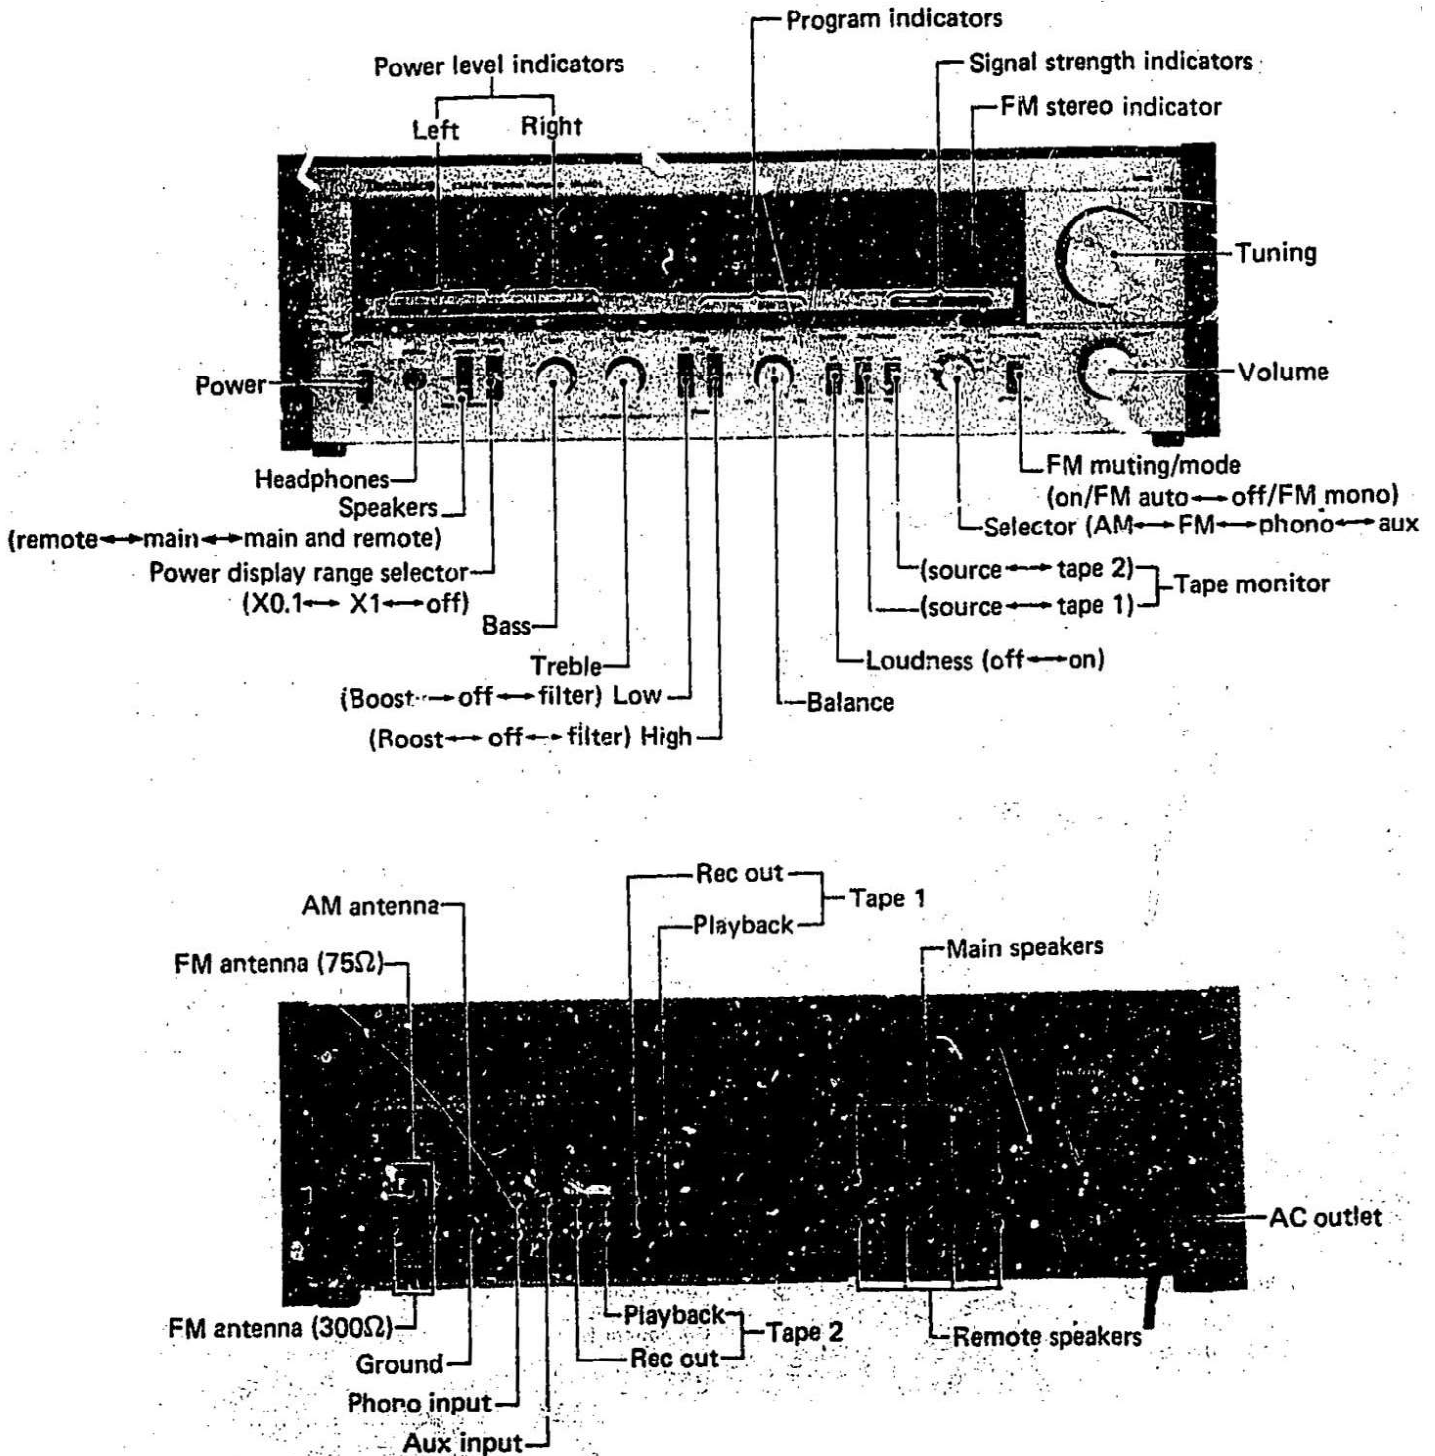 Program indicators
Power level indicators
Signal strength indicators
FM stereo indicator
Left Right
Technics
Tuning
Power
Volume
Headphones
FM muting/mode
(on/FM auto↔off/FM mono)
Speakers
(remote↔main↔main and remote)
Selector (AM↔FM↔phono↔aux
Power display range selector
(X0.1↔ X1↔off)
(source↔ tape 2)
Tape monitor
(source↔ tape 1)
Bass
Treble
Loudness (off↔on)
(Boost→off↔filter) Low
Balance
(Roost↔ off↔filter) High
Rec out
Tape 1
AM antenna
Playback
FM antenna (75Ω)
Main speakers
AC outlet
Playback
FM antenna (300Ω)
Tape 2
Remote speakers
Rec out
Ground
Phono input
Aux input